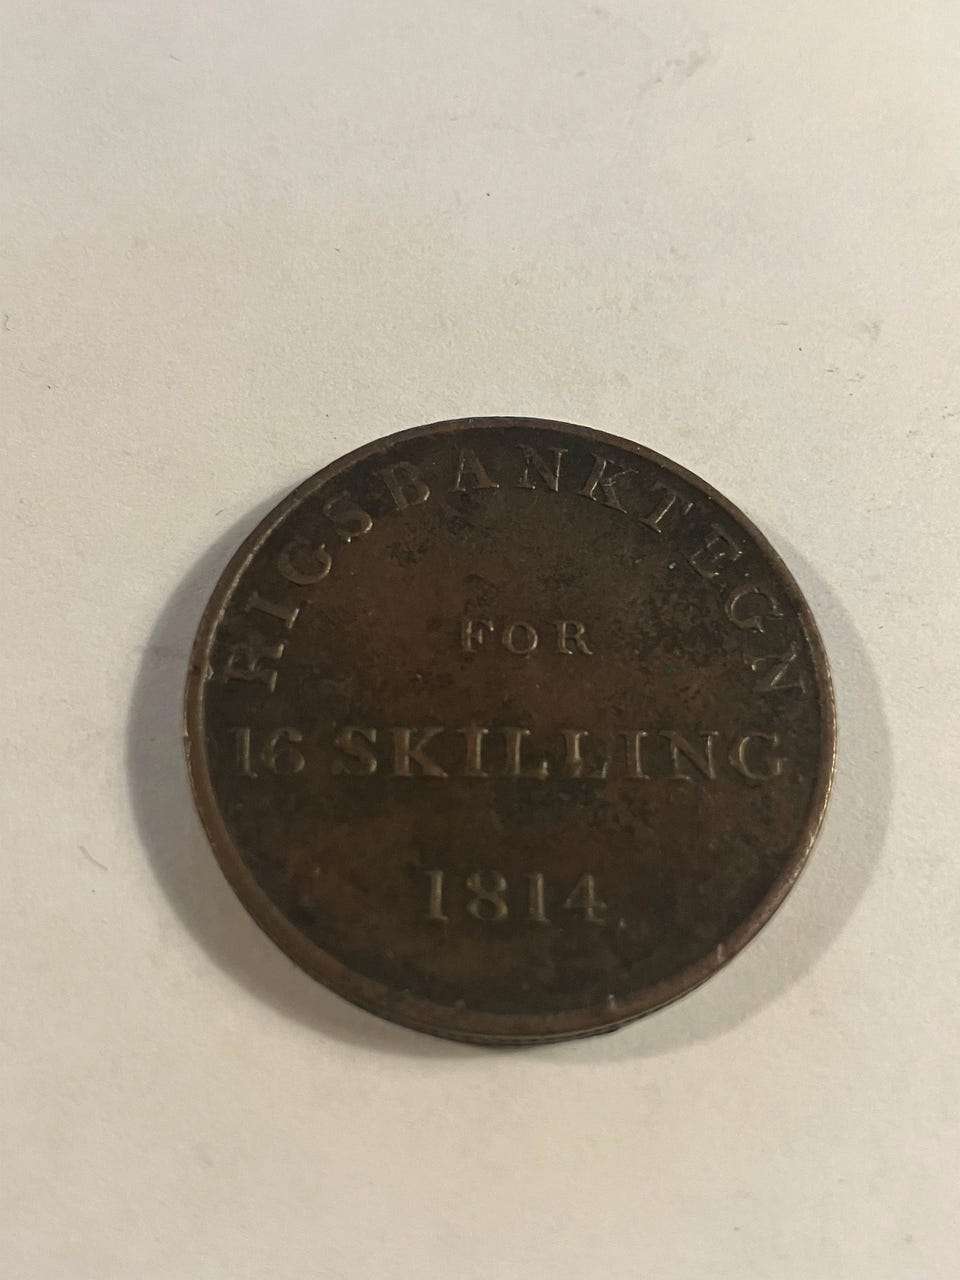 RIGSBANKTEGN
FOR
16 SKILLING
1814